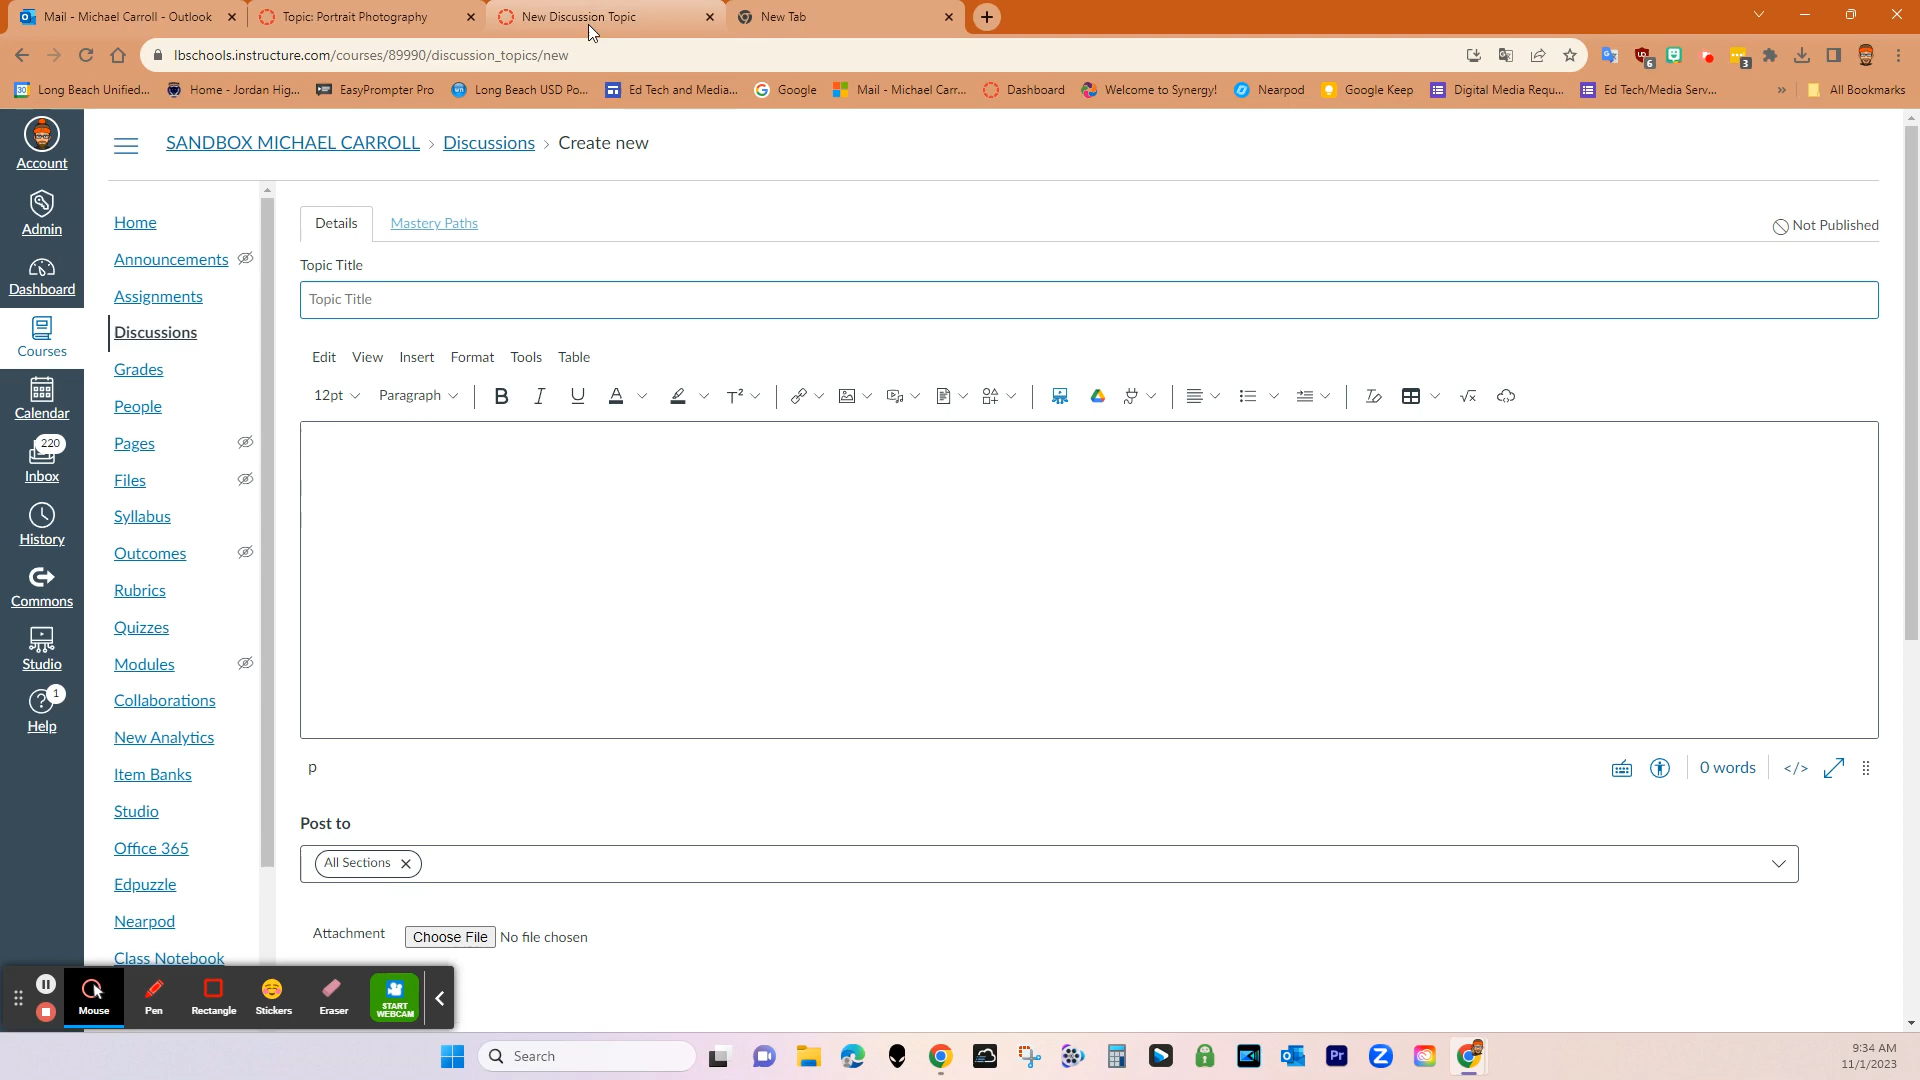 Mail - Michael Carroll - Outlook
Topic: Portrait Photography
New Discussion Topic
New Tab
lbschools.instructure.com/courses/89990/discussion_topics/new
6
3
30
Long Beach Unified...
Home - Jordan Hig...
EasyPrompter Pro
Long Beach USD Po...
Ed Tech and Media...
Google
Mail - Michael Carr...
Dashboard
Welcome to Synergy!
Nearpod
Google Keep
Digital Media Requ...
Ed Tech/Media Serv...
»
All Bookmarks
Account
Admin
Dashboard
Courses
Calendar
220
Inbox
History
Commons
Studio
1
Help
SANDBOX MICHAEL CARROLL > Discussions > Create new
Home
Announcements
Assignments
Discussions
Grades
People
Pages
Files
Syllabus
Outcomes
Rubrics
Quizzes
Modules
Collaborations
New Analytics
Item Banks
Studio
Office 365
Edpuzzle
Nearpod
Class Notebook
Details
Mastery Paths
Not Published
Topic Title
Topic Title
Edit View Insert Format Tools Table
12pt Paragraph
p
0 words
</>
Post to
All Sections
Attachment
Choose File No file chosen
Mouse
Pen
Rectangle
Stickers
Eraser
START
WEBCAM
Search
Pr
Z
9:34 AM
11/1/2023